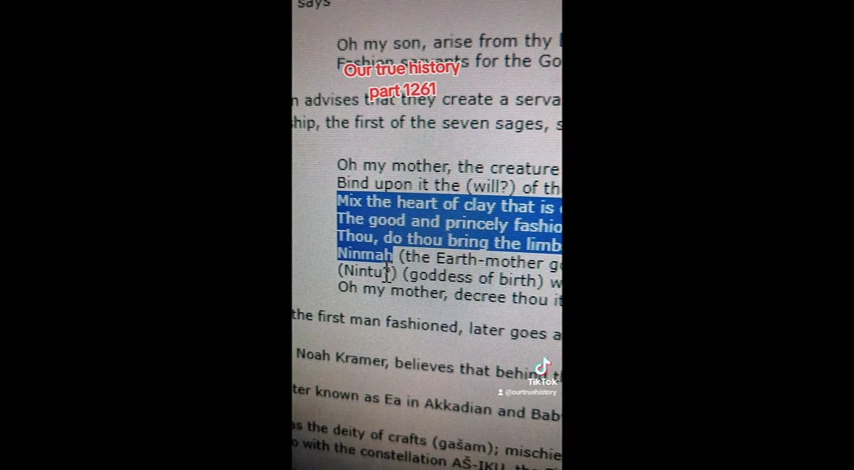 says
Oh my son, arise from thy
Fashion servants for the Go
Our true history
part 1261
n advises that they create a serva
hip, the first of the seven sages, s
Oh my mother, the creature
Bind upon it the (will?) of th
Mix the heart of clay that is
The good and princely fashio
Thou, do thou bring the limb
Ninmah (the Earth-mother g
(Nintu?) (goddess of birth) w
Oh my mother, decree thou it
the first man fashioned, later goes a
Noah Kramer, believes that behind t
TikTok
@ourtruehistory
ter known as Ea in Akkadian and Bab
as the deity of crafts (gašam); mischie
with the constellation AŠ-IKU, the